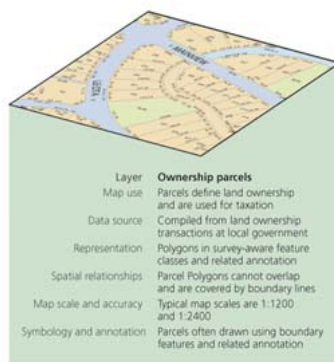 MAINVIEW
VISTA
Layer Ownership parcels
Map use Parcels define land ownership
and are used for taxation
Data source Compiled from land ownership
transactions at local government
Representation Polygons in survey-aware feature
classes and related annotation
Spatial relationships Parcel Polygons cannot overlap
and are covered by boundary lines
Map scale and accuracy Typical map scales are 1:1200
and 1:2400
Symbology and annotation Parcels often drawn using boundary
features and related annotation